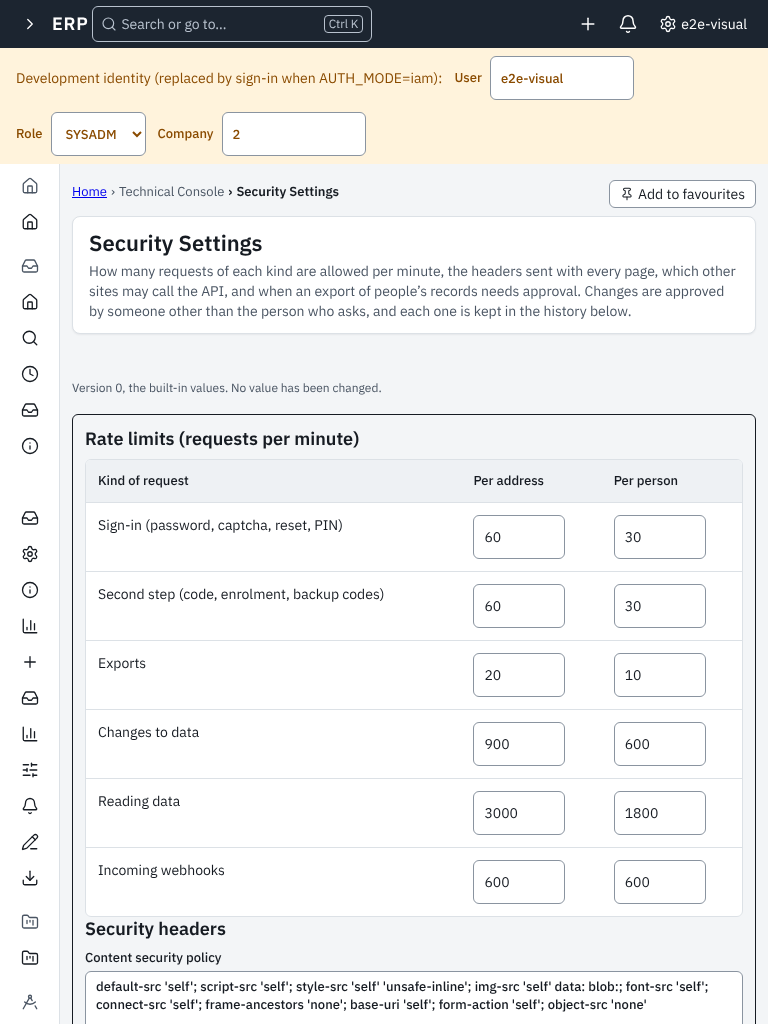 ERP
Search or go to...
Ctrl K
e2e-visual
Development identity (replaced by sign-in when AUTH_MODE=iam):
User
e2e-visual
Role
SYSADM
Company
2
Home › Technical Console › Security Settings
Add to favourites
Security Settings
How many requests of each kind are allowed per minute, the headers sent with every page, which other
sites may call the API, and when an export of people's records needs approval. Changes are approved
by someone other than the person who asks, and each one is kept in the history below.
Version 0, the built-in values. No value has been changed.
Rate limits (requests per minute)
Kind of request Per address Per person
Sign-in (password, captcha, reset, PIN) 60 30
Second step (code, enrolment, backup codes) 60 30
Exports 20 10
Changes to data 900 600
Reading data 3000 1800
Incoming webhooks 600 600
Security headers
Content security policy
default-src 'self'; script-src 'self'; style-src 'self' 'unsafe-inline'; img-src 'self' data: blob:; font-src 'self';
connect-src 'self'; frame-ancestors 'none'; base-uri 'self'; form-action 'self'; object-src 'none'